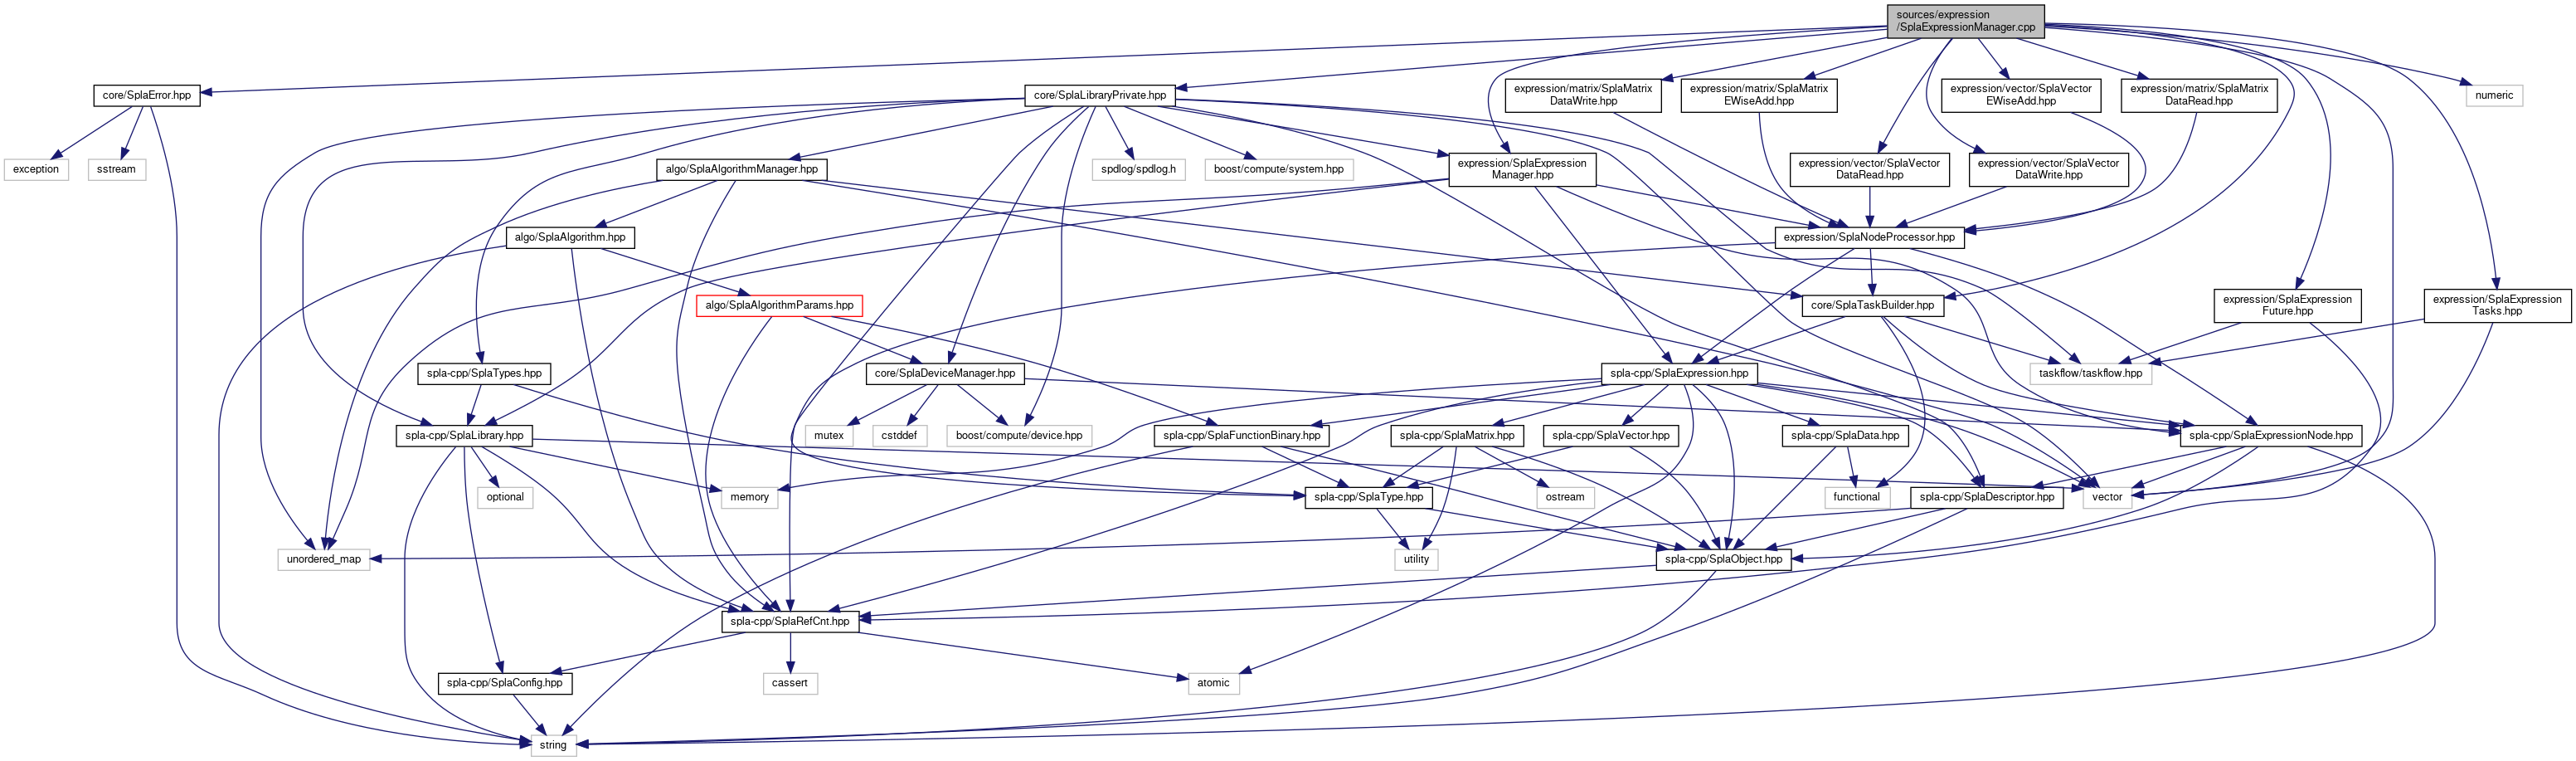 sources/expression
/SplaExpressionManager.cpp
core/SplaError.hpp
core/SplaLibraryPrivate.hpp
expression/matrix/SplaMatrix
DataWrite.hpp
expression/matrix/SplaMatrix
EWiseAdd.hpp
expression/vector/SplaVector
EWiseAdd.hpp
expression/matrix/SplaMatrix
DataRead.hpp
numeric
exception
sstream
algo/SplaAlgorithmManager.hpp
spdlog/spdlog.h
boost/compute/system.hpp
expression/SplaExpression
Manager.hpp
expression/vector/SplaVector
DataRead.hpp
expression/vector/SplaVector
DataWrite.hpp
algo/SplaAlgorithm.hpp
expression/SplaNodeProcessor.hpp
algo/SplaAlgorithmParams.hpp
core/SplaTaskBuilder.hpp
expression/SplaExpression
Future.hpp
expression/SplaExpression
Tasks.hpp
spla-cpp/SplaTypes.hpp
core/SplaDeviceManager.hpp
spla-cpp/SplaExpression.hpp
taskflow/taskflow.hpp
spla-cpp/SplaLibrary.hpp
mutex
cstddef
boost/compute/device.hpp
spla-cpp/SplaFunctionBinary.hpp
spla-cpp/SplaMatrix.hpp
spla-cpp/SplaVector.hpp
spla-cpp/SplaData.hpp
spla-cpp/SplaExpressionNode.hpp
optional
memory
spla-cpp/SplaType.hpp
ostream
functional
spla-cpp/SplaDescriptor.hpp
vector
unordered_map
utility
spla-cpp/SplaObject.hpp
spla-cpp/SplaRefCnt.hpp
spla-cpp/SplaConfig.hpp
cassert
atomic
string